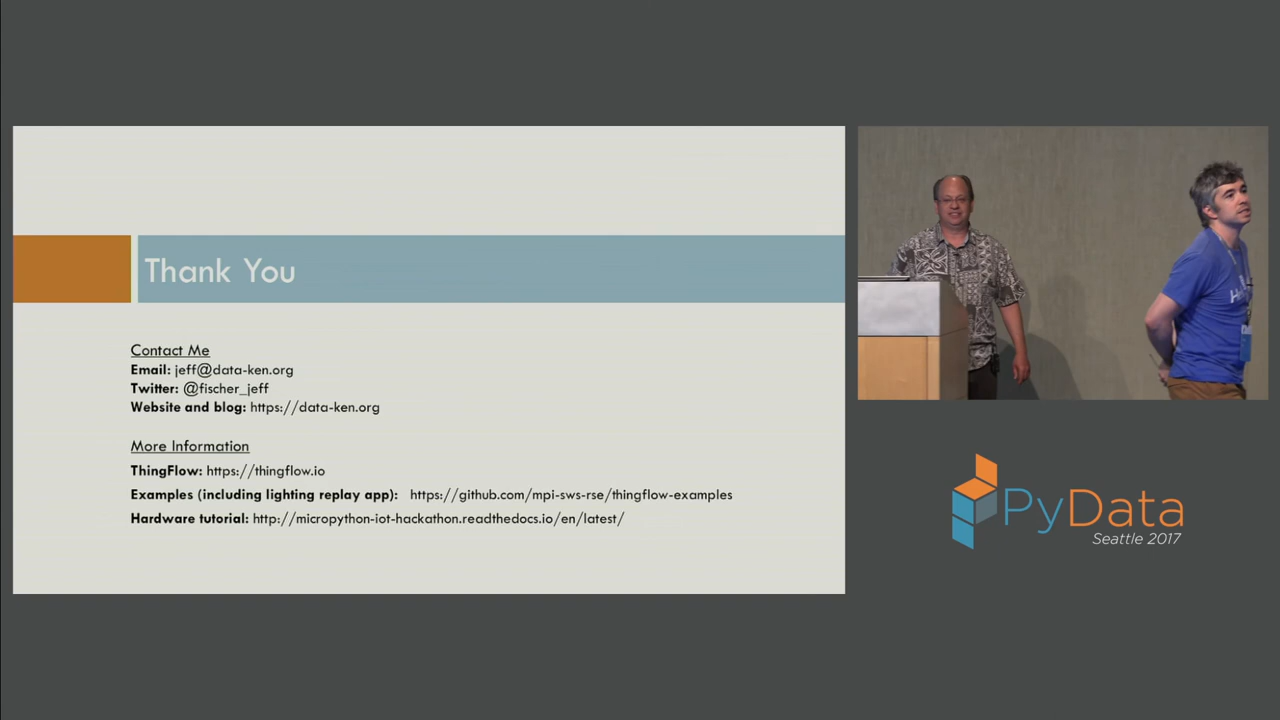 Thank You
Contact Me
Email: jeff@data-ken.org
Twitter: @fischer_jeff
Website and blog: https://data-ken.org
More Information
ThingFlow: https://thingflow.io
Examples (including lighting replay app): https://github.com/mpi-sws-rse/thingflow-examples
Hardware tutorial: http://micropython-iot-hackathon.readthedocs.io/en/latest/
PyData
Seattle 2017